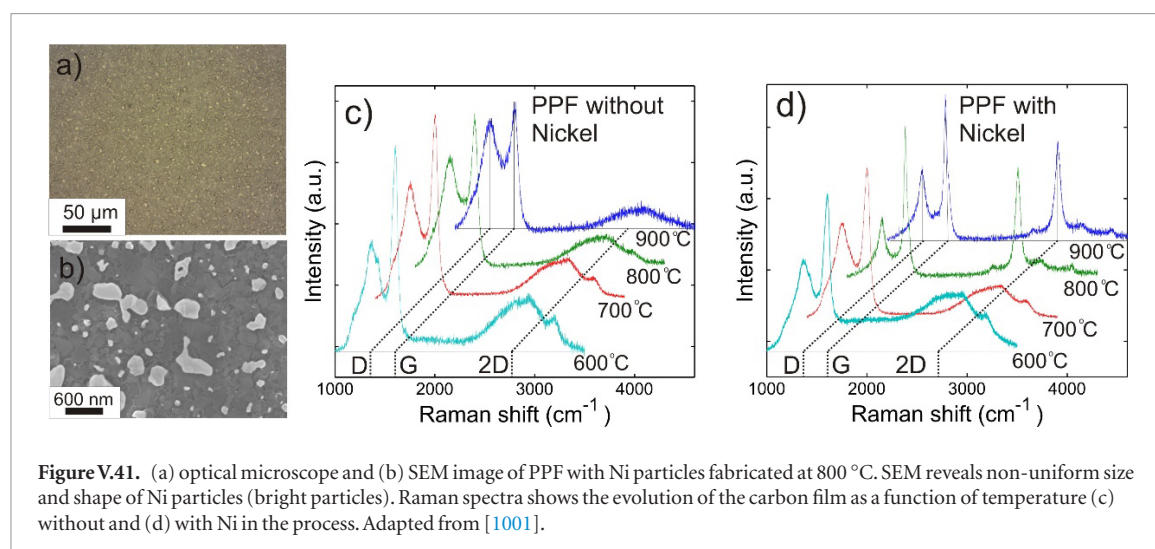 a)
50 µm
b)
600 nm
c)
PPF without
Nickel
Intensity (a.u.)
900°C
800°C
700°C
600°C
D
G
2D
1000
2000
3000
4000
Raman shift (cm⁻¹)
d)
PPF with
Nickel
Intensity (a.u.)
900°C
800°C
700°C
600°C
D
G
2D
1000
2000
3000
4000
Raman shift (cm⁻¹)
Figure V.41. (a) optical microscope and (b) SEM image of PPF with Ni particles fabricated at 800 °C. SEM reveals non-uniform size
and shape of Ni particles (bright particles). Raman spectra shows the evolution of the carbon film as a function of temperature (c)
without and (d) with Ni in the process. Adapted from [1001].